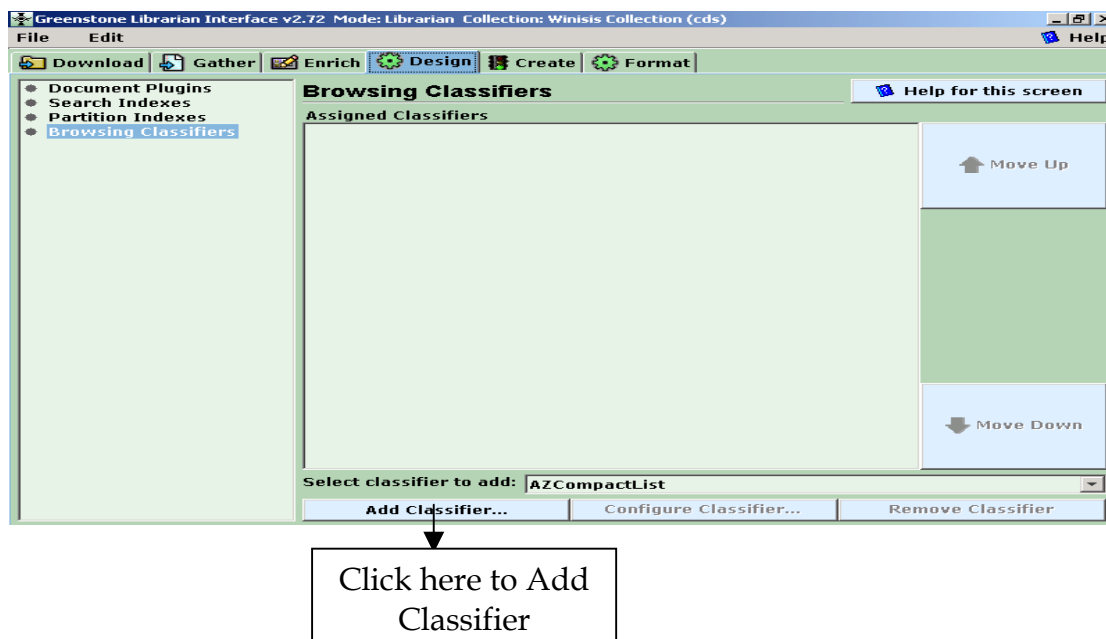 Greenstone Librarian Interface v2.72 Mode: Librarian Collection: Winisis Collection (cds)
File Edit Help
Download Gather Enrich Design Create Format
Document Plugins
Search Indexes
Partition Indexes
Browsing Classifiers
Browsing Classifiers Help for this screen
Assigned Classifiers
Move Up
Move Down
Select classifier to add: AZCompactList
Add Classifier... Configure Classifier... Remove Classifier
Click here to Add
Classifier